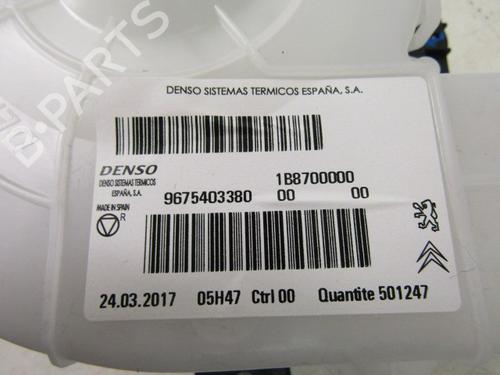 B-PARTS
DENSO SISTEMAS TERMICOS ESPAÑA, S.A.
DENSO
DENSO SISTEMAS TERMICOS
ESPAÑA, S.A.
MADE IN SPAIN
R
1B8700000
9675403380 00 00
24.03.2017 05H47 Ctrl 00 Quantite 501247